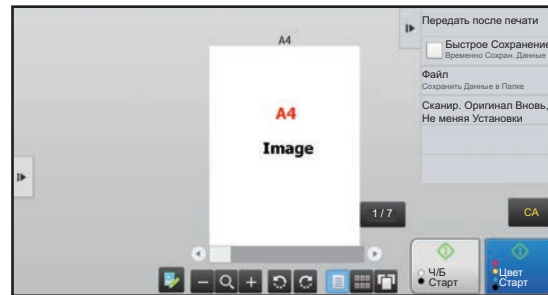 A4
A4
Image
1 / 7
Передать после печати
Быстрое Сохранение
Временно Сохран. Данные
Файл
Сохранить Данные в Папке
Сканир. Оригинал Вновь,
Не меняя Установки
CA
Ч/Б
Старт
Цвет
Старт